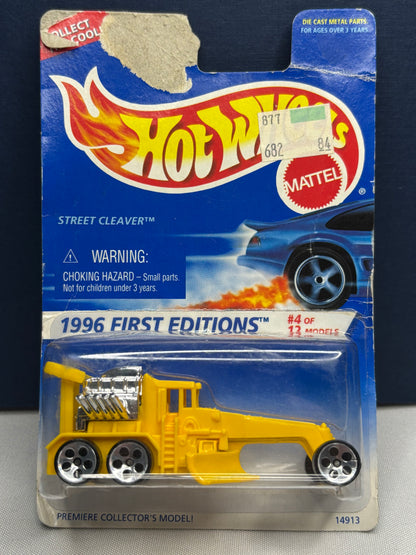 COOL!
DIE CAST METAL PARTS.
FOR AGES OVER 3 YEARS.
HOT WHEELS
877
682 84
MATTEL
STREET CLEAVER™
WARNING:
CHOKING HAZARD – Small parts.
Not for children under 3 years.
1996 FIRST EDITIONS™
#4 OF
12 MODELS
PREMIERE COLLECTOR'S MODEL!
14913